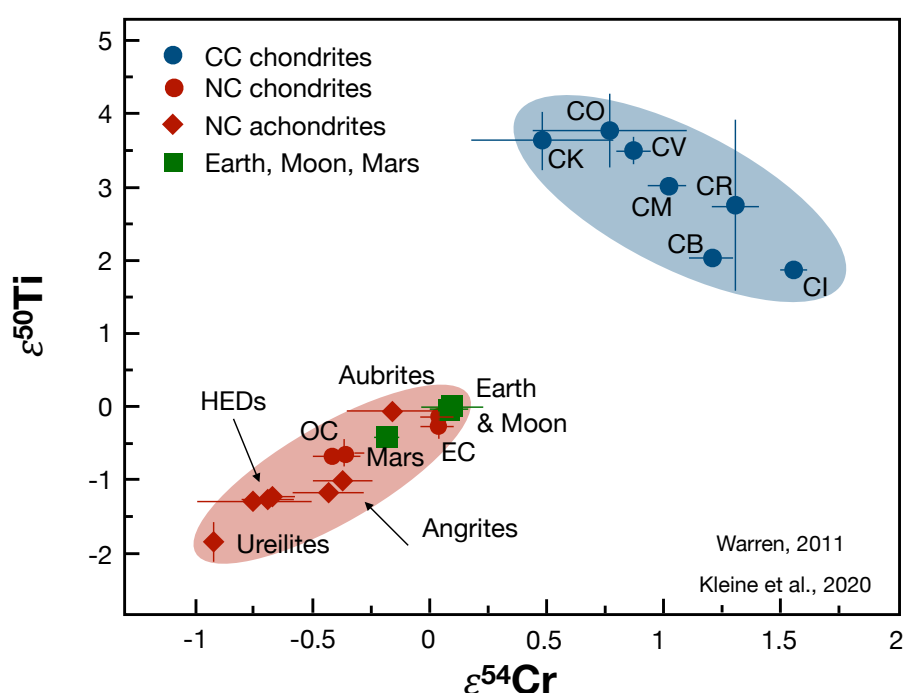 CC chondrites
NC chondrites
NC achondrites
Earth, Moon, Mars
5
4
3
2
1
0
-1
-2
ε⁵⁰Ti
CO
CK
CV
CM
CR
CB
CI
Aubrites
Earth
& Moon
HEDs
OC
Mars
EC
Angrites
Ureilites
Warren, 2011
Kleine et al., 2020
-1
-0.5
0
0.5
1
1.5
2
ε⁵⁴Cr